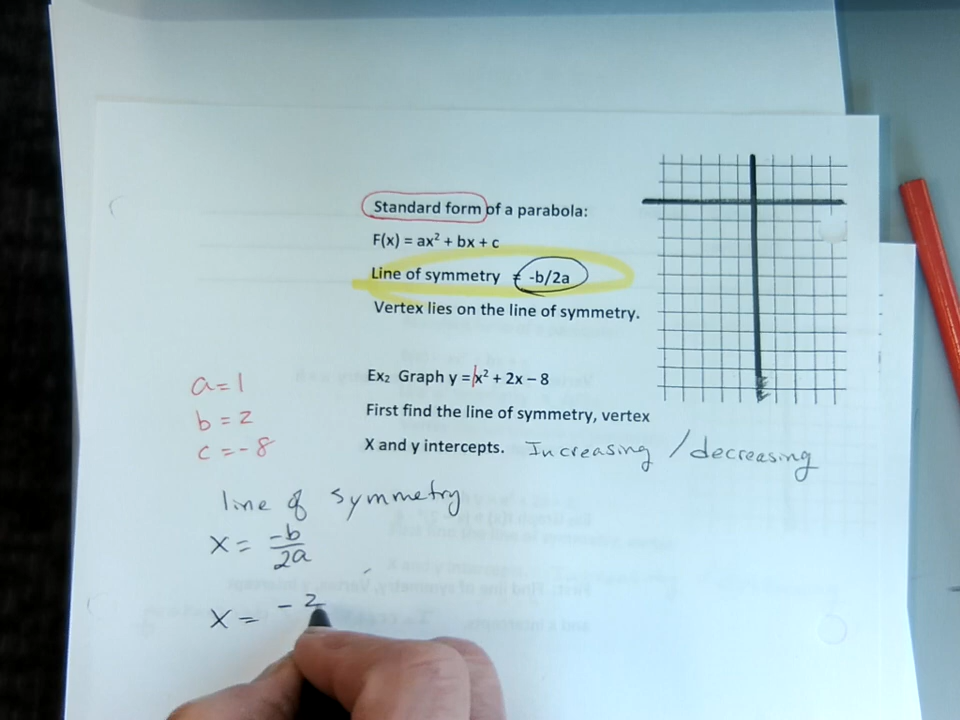 Standard form of a parabola:
F(x) = ax² + bx + c
Line of symmetry = -b/2a
Vertex lies on the line of symmetry.
a=1
b = 2
c = -8
Ex2 Graph y = 1x² + 2x – 8
First find the line of symmetry, vertex
X and y intercepts. Increasing / decreasing
line of symmetry
x = -b/2a
x = -2